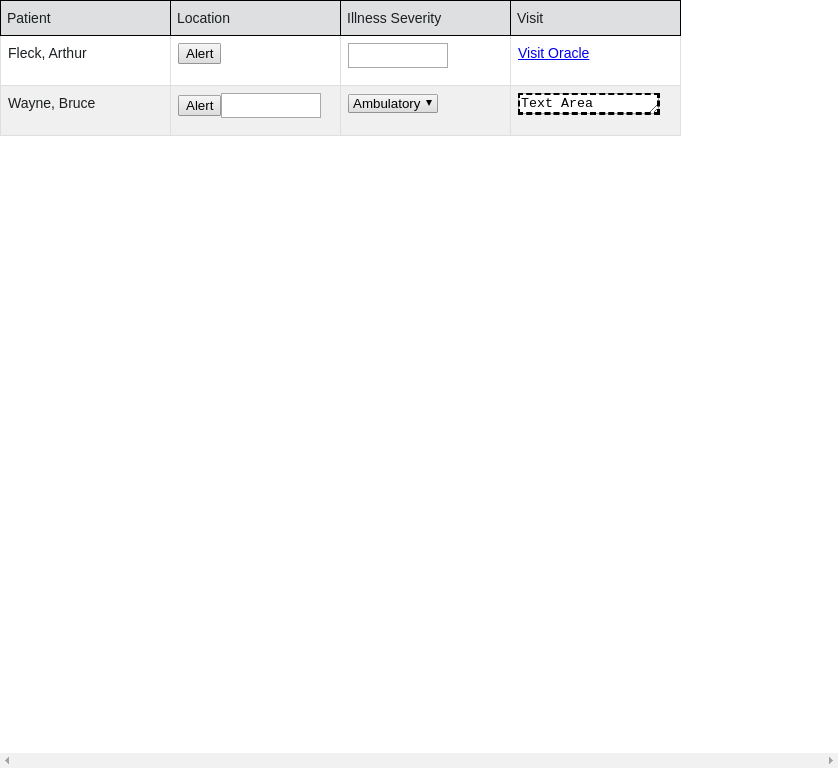 Patient Location Illness Severity Visit
Fleck, Arthur Alert Visit Oracle
Wayne, Bruce Alert Ambulatory Text Area